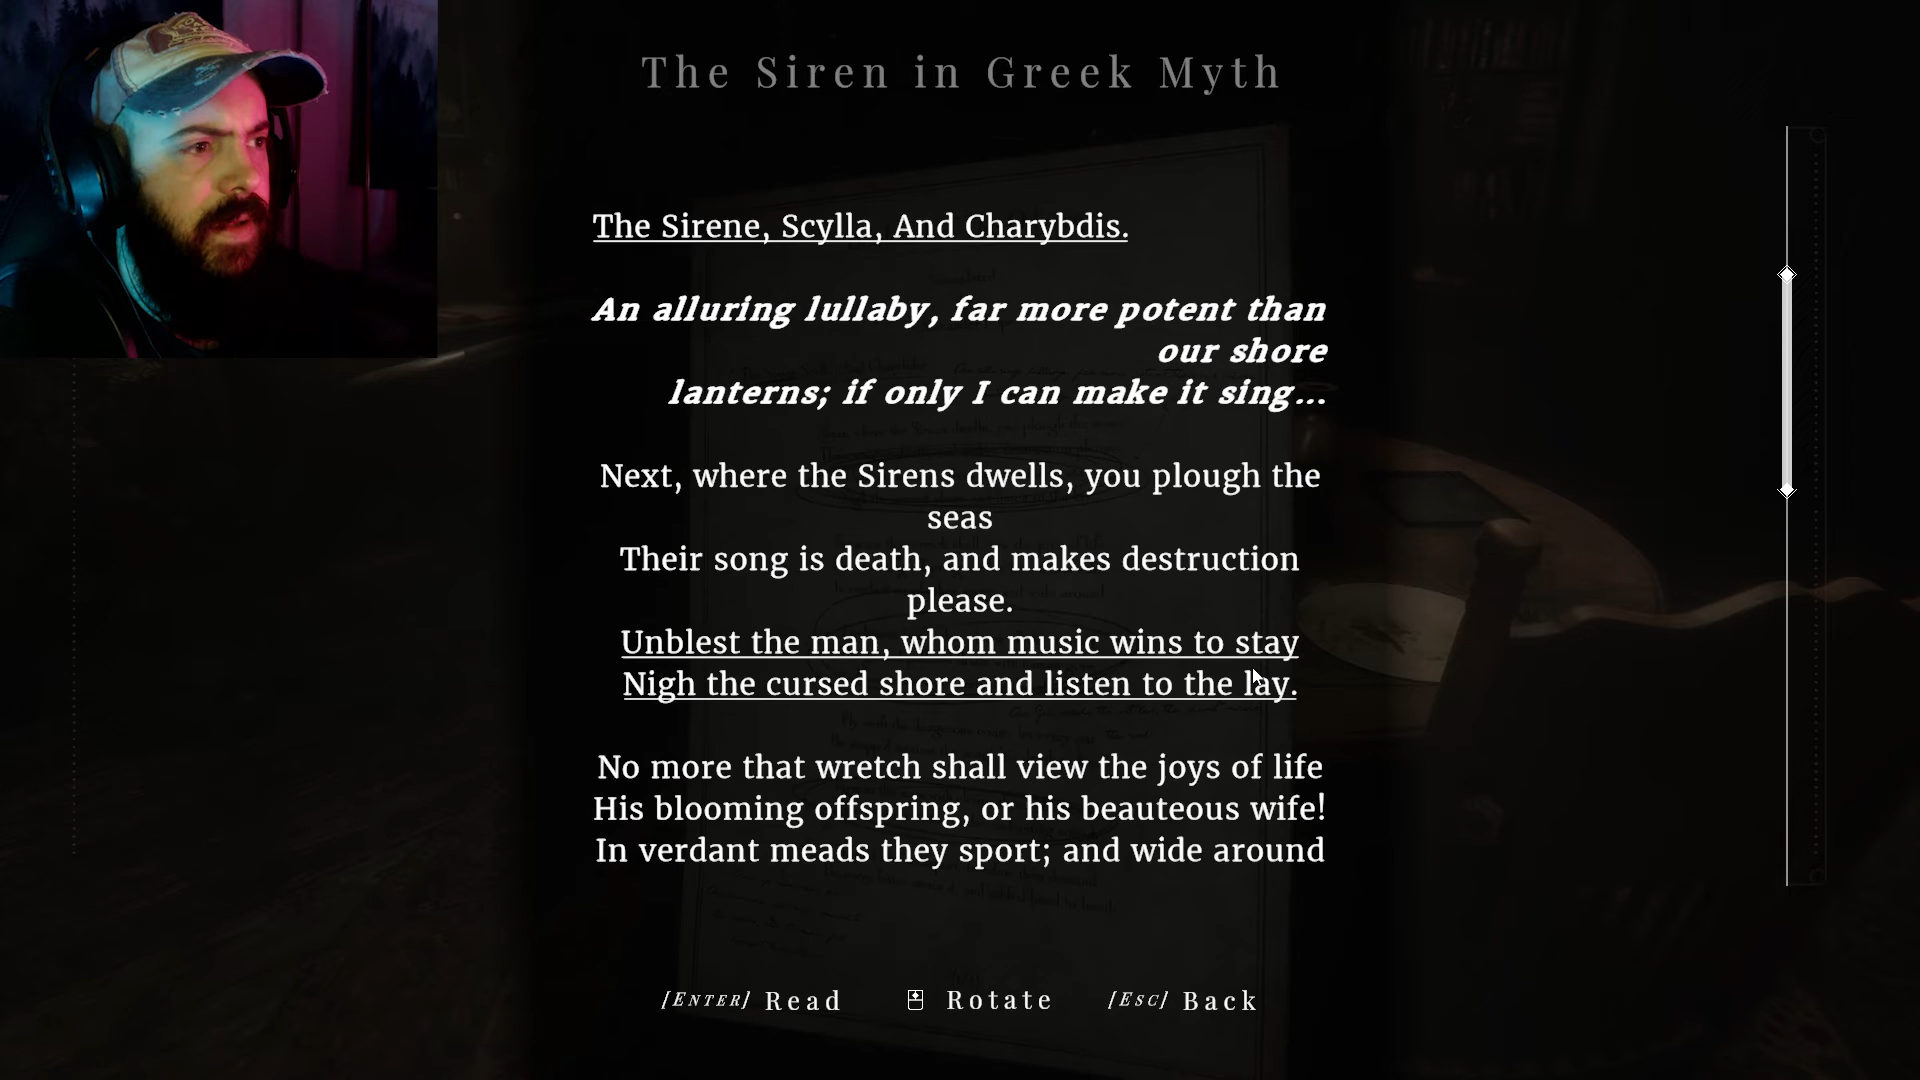 The Siren in Greek Myth
The Sirene, Scylla, And Charybdis.
An alluring lullaby, far more potent than
our shore
lanterns; if only I can make it sing...
Next, where the Sirens dwells, you plough the
seas
Their song is death, and makes destruction
please.
Unblest the man, whom music wins to stay
Nigh the cursed shore and listen to the lay.
No more that wretch shall view the joys of life
His blooming offspring, or his beauteous wife!
In verdant meads they sport; and wide around
[ENTER] Read Rotate [ESC] Back